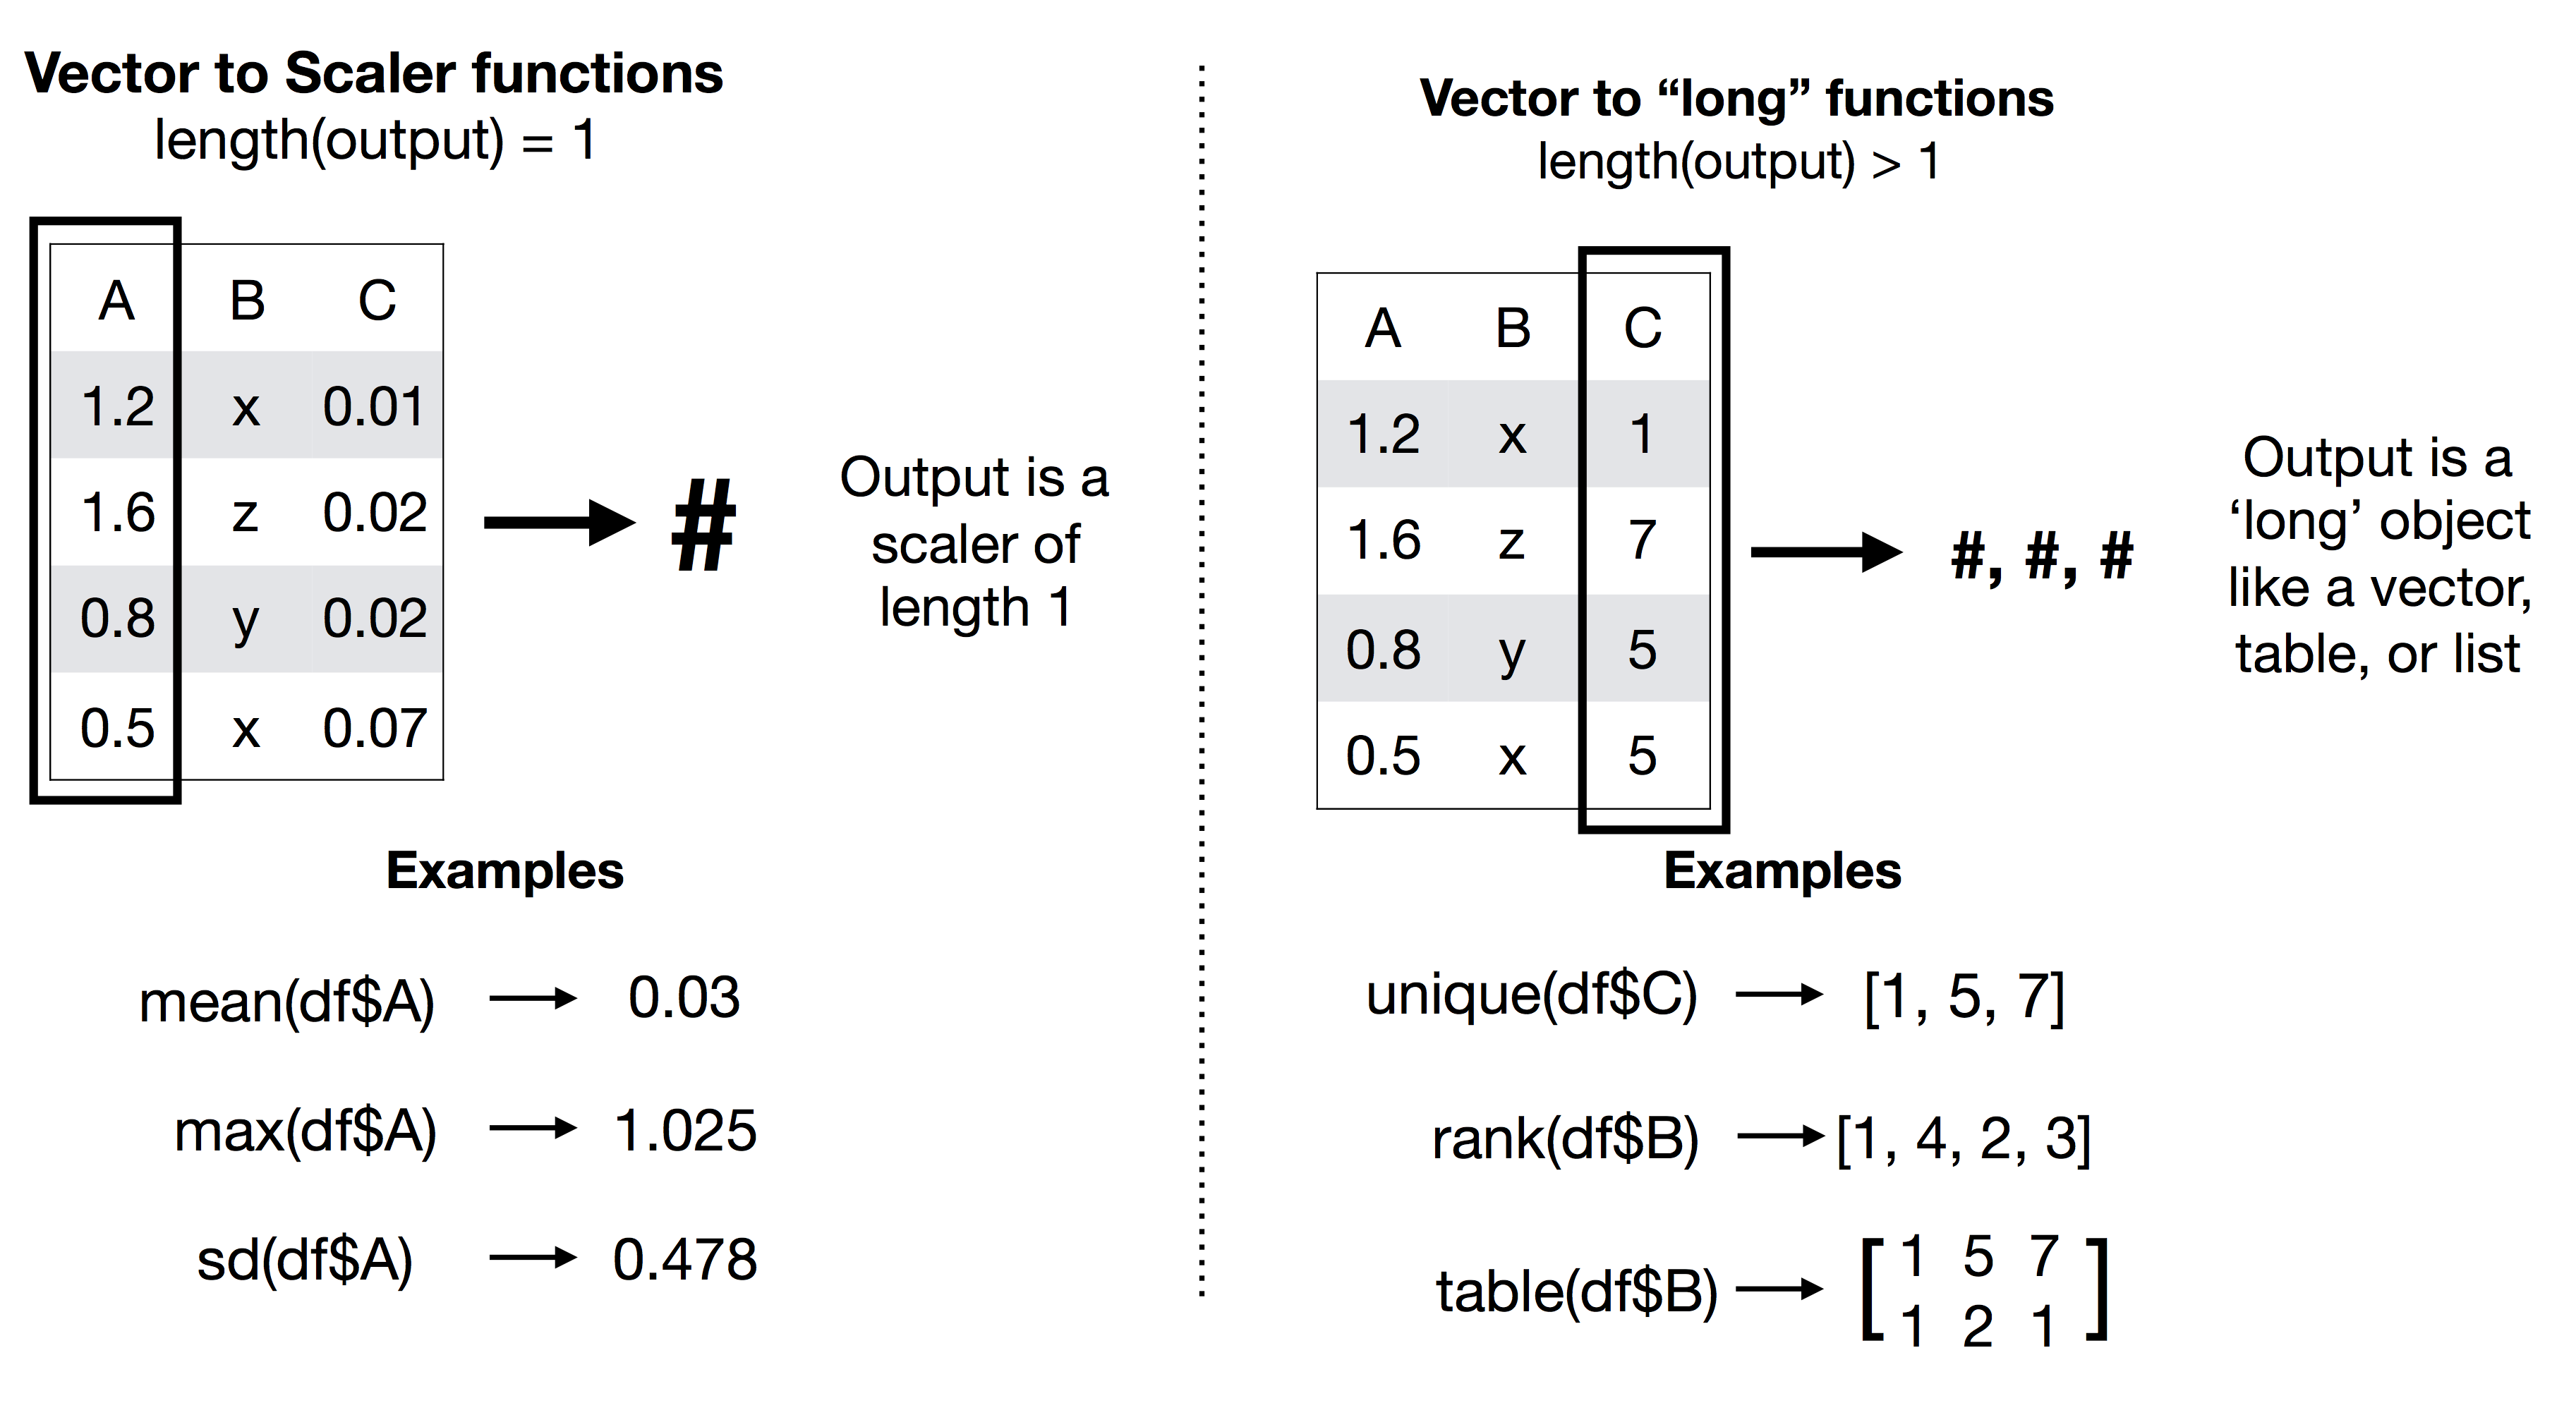 Vector to Scaler functions
length(output) = 1
A B C
1.2 x 0.01
1.6 z 0.02
0.8 y 0.02
0.5 x 0.07
#
Output is a
scaler of
length 1
Examples
mean(df$A) → 0.03
max(df$A) → 1.025
sd(df$A) → 0.478
Vector to “long” functions
length(output) > 1
A B C
1.2 x 1
1.6 z 7
0.8 y 5
0.5 x 5
#, #, #
Output is a
‘long’ object
like a vector,
table, or list
Examples
unique(df$C) → [1, 5, 7]
rank(df$B) → [1, 4, 2, 3]
table(df$B) → [1 5 7
1 2 1]